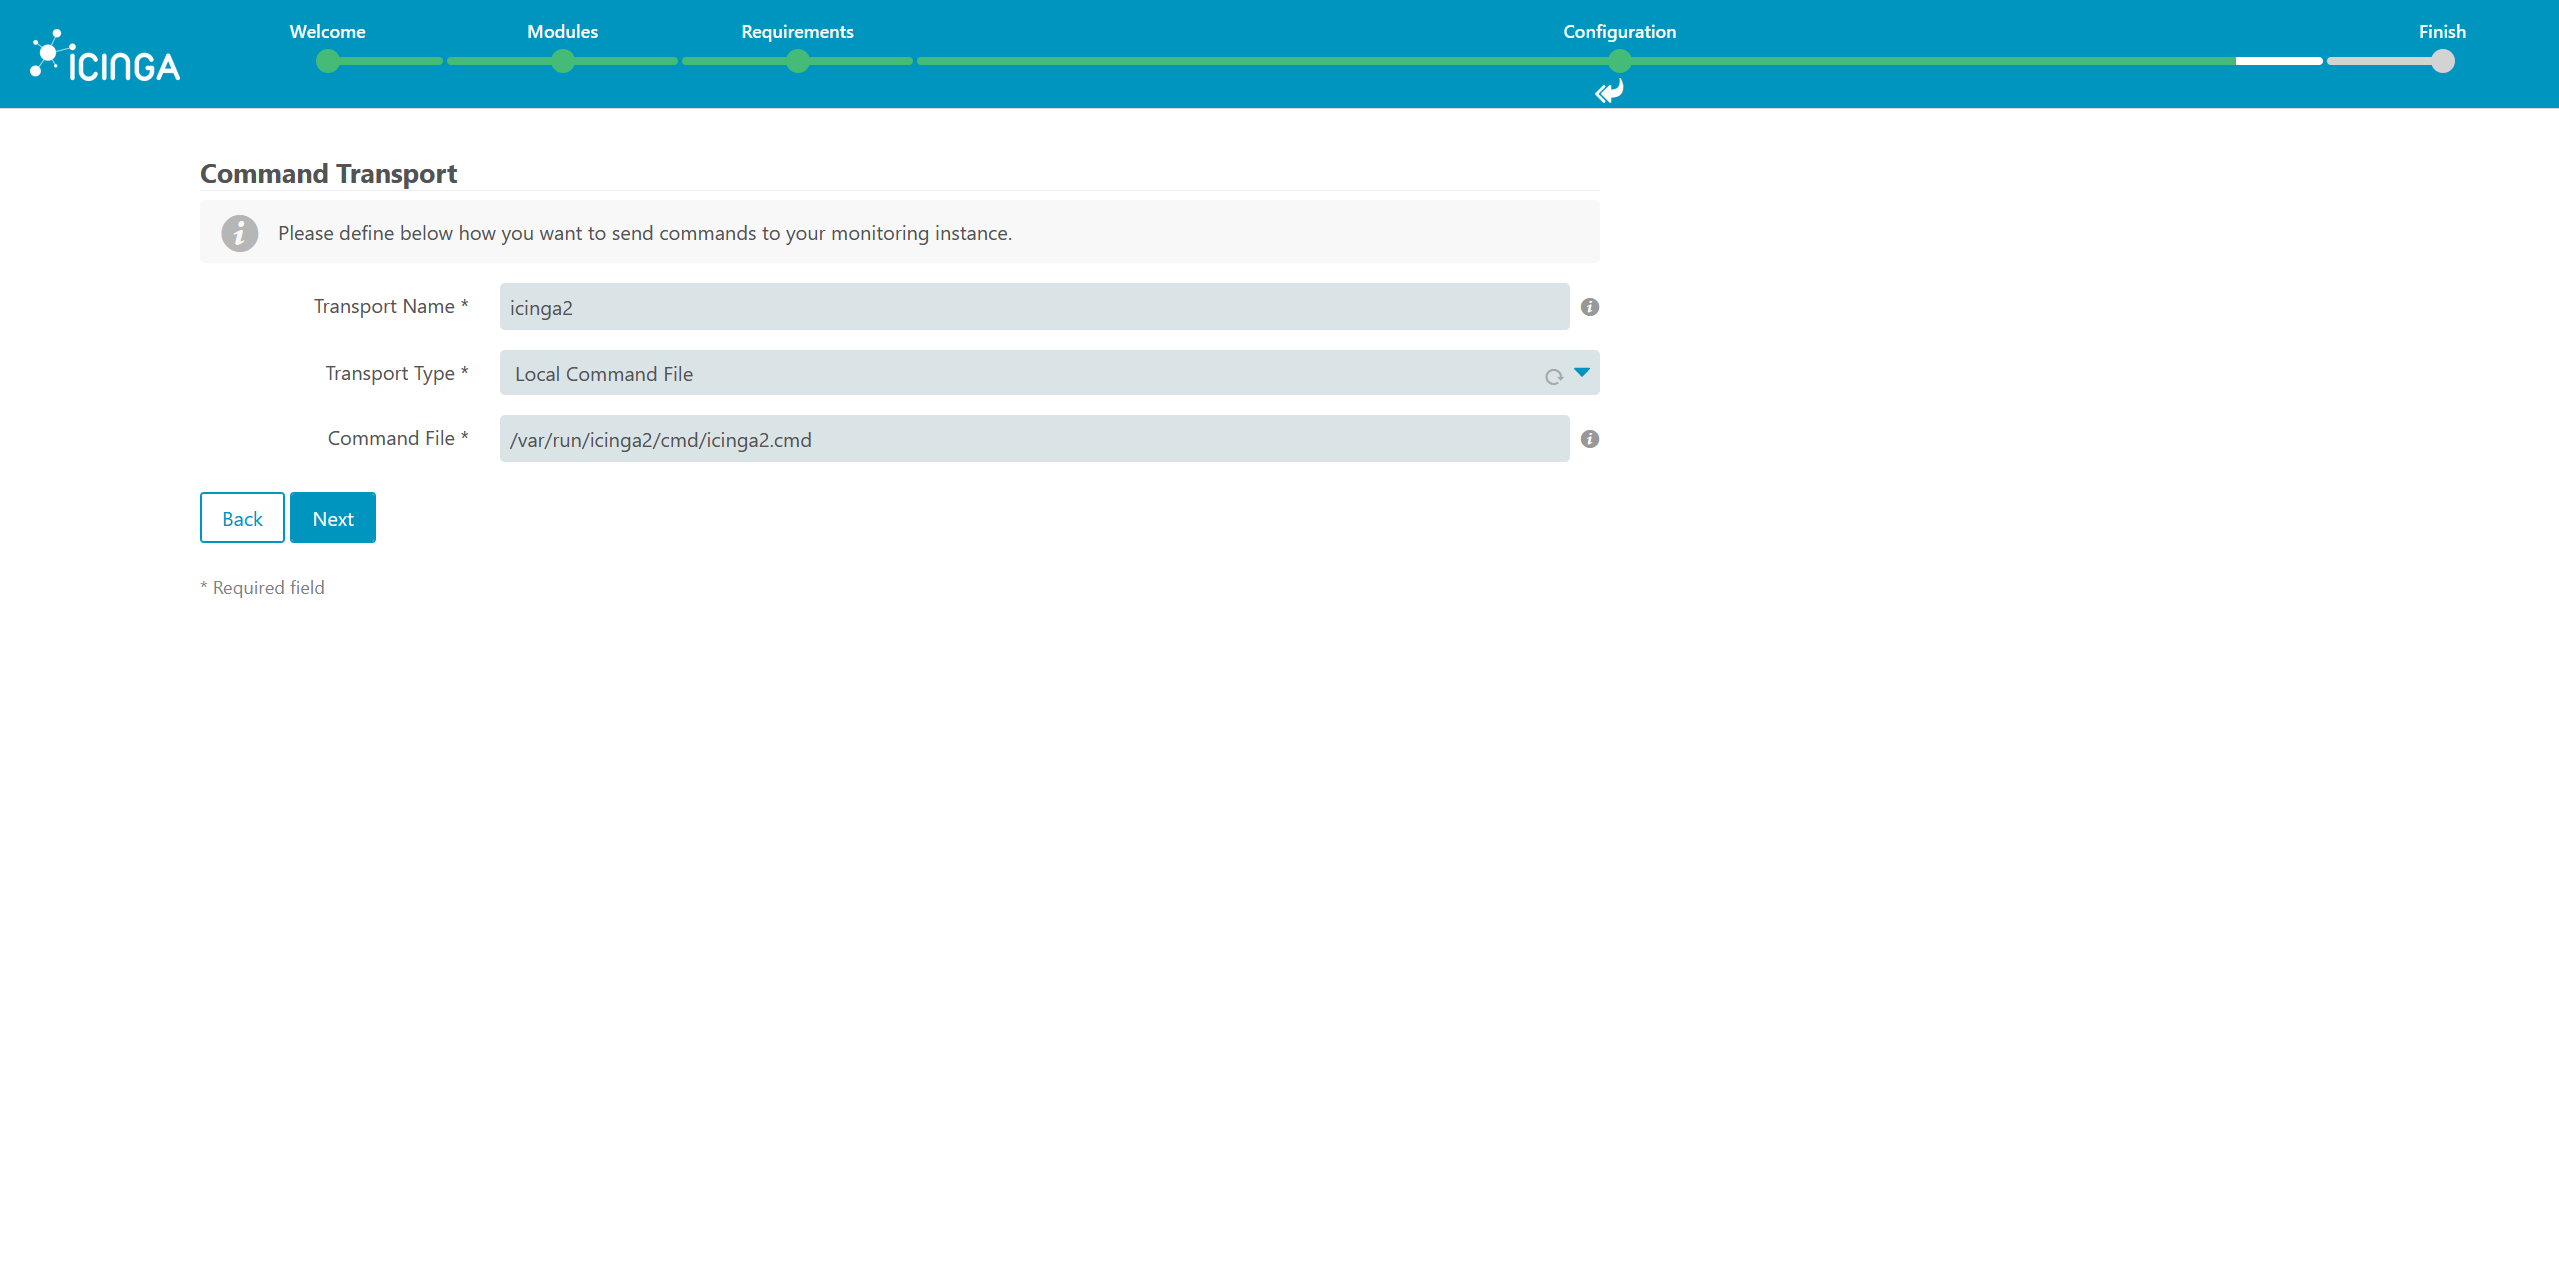 ICINGA
Welcome
Modules
Requirements
Configuration
Finish
Command Transport
Please define below how you want to send commands to your monitoring instance.
Transport Name *
icinga2
Transport Type *
Local Command File
Command File *
/var/run/icinga2/cmd/icinga2.cmd
Back
Next
* Required field